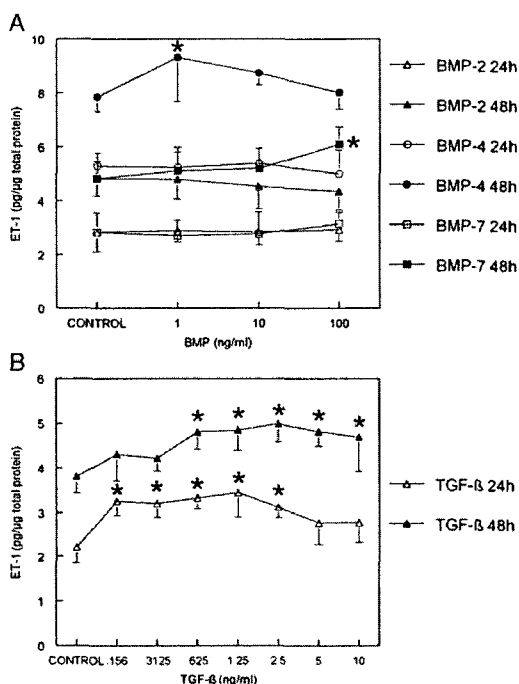 A
10
8
6
4
2
0
ET-1 (pg/µg total protein)
*
*
CONTROL 1 10 100
BMP (ng/ml)
BMP-2 24h
BMP-2 48h
BMP-4 24h
BMP-4 48h
BMP-7 24h
BMP-7 48h
B
6
5
4
3
2
1
0
ET-1 (pg/µg total protein)
* * * * *
* * * * *
CONTROL .156 3125 625 1 25 2 5 5 10
TGF-ß (ng/ml)
TGF-ß 24h
TGF-ß 48h